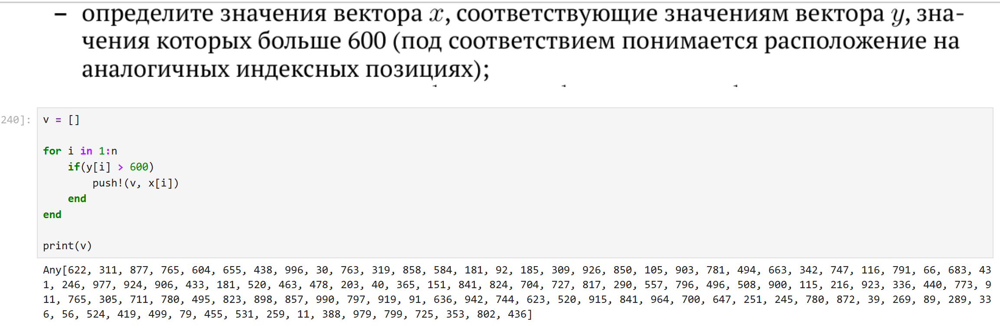 – определите значения вектора x, соответствующие значениям вектора y, зна-
чения которых больше 600 (под соответствием понимается расположение на
аналогичных индексных позициях);
240]:
v = []
for i in 1:n
    if(y[i] > 600)
        push!(v, x[i])
    end
end
print(v)
Any[622, 311, 877, 765, 604, 655, 438, 996, 30, 763, 319, 858, 584, 181, 92, 185, 309, 926, 850, 105, 903, 781, 494, 663, 342, 747, 116, 791, 66, 683, 43
1, 246, 977, 924, 906, 433, 181, 520, 463, 478, 203, 40, 365, 151, 841, 824, 704, 727, 817, 290, 557, 796, 496, 508, 900, 115, 216, 923, 336, 440, 773, 9
11, 765, 305, 711, 780, 495, 823, 898, 857, 990, 797, 919, 91, 636, 942, 744, 623, 520, 915, 841, 964, 700, 647, 251, 245, 780, 872, 39, 269, 89, 289, 33
6, 56, 524, 419, 499, 79, 455, 531, 259, 11, 388, 979, 799, 725, 353, 802, 436]